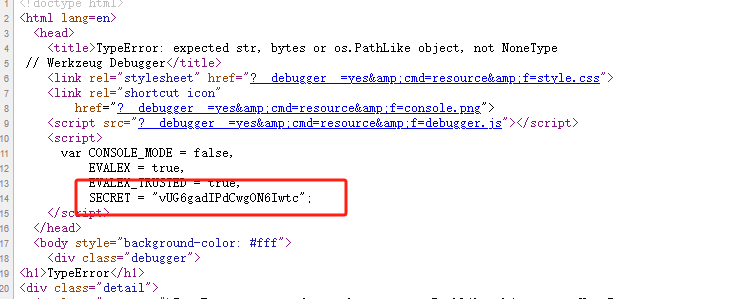 1 <!doctype html>
2 <html lang=en>
3 <head>
4 <title>TypeError: expected str, bytes or os.PathLike object, not NoneType
5 // Werkzeug Debugger</title>
6 <link rel="stylesheet" href="?__debugger__=yes&amp;cmd=resource&amp;f=style.css">
7 <link rel="shortcut icon"
8 href="?__debugger__=yes&amp;cmd=resource&amp;f=console.png">
9 <script src="?__debugger__=yes&amp;cmd=resource&amp;f=debugger.js"></script>
10 <script>
11 var CONSOLE_MODE = false,
12 EVALEX = true,
13 EVALEX_TRUSTED = true,
14 SECRET = "vUG6gadIPdCwgON6Iwtc";
15 </script>
16 </head>
17 <body style="background-color: #fff">
18 <div class="debugger">
19 <h1>TypeError</h1>
20 <div class="detail">